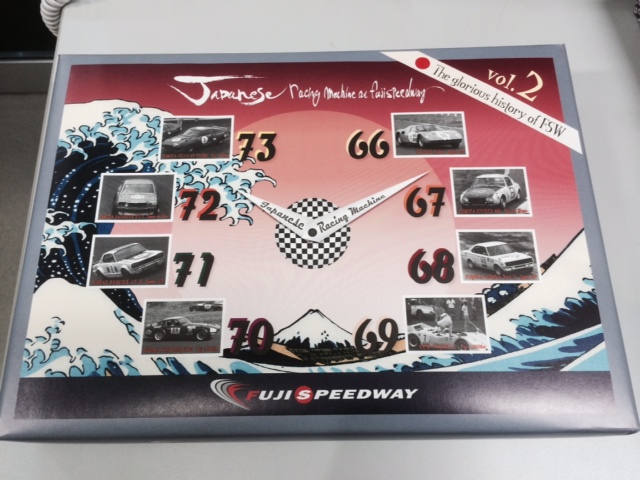 Japanese Racing Machine at Fujispeedway
vol.2
The glorious history of FSW
73
66
72
67
Japanese Racing Machine
71
68
70
69
FUJI SPEEDWAY